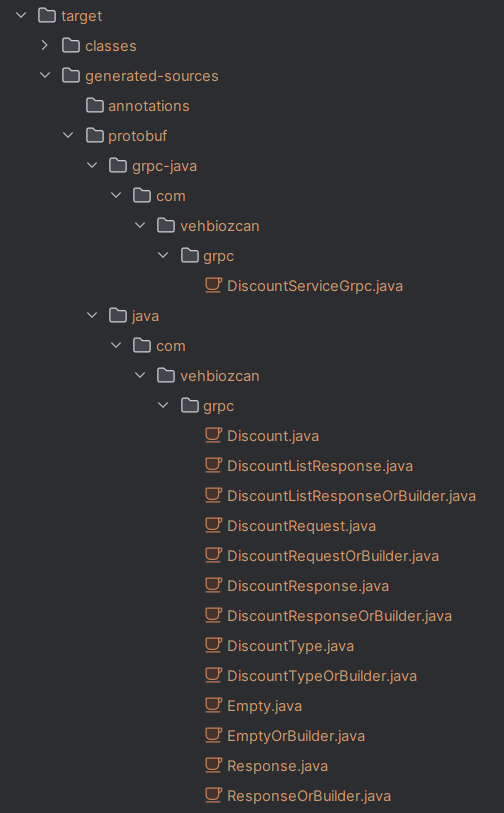 target
classes
generated-sources
annotations
protobuf
grpc-java
com
vehbiozcan
grpc
DiscountServiceGrpc.java
java
com
vehbiozcan
grpc
Discount.java
DiscountListResponse.java
DiscountListResponseOrBuilder.java
DiscountRequest.java
DiscountRequestOrBuilder.java
DiscountResponse.java
DiscountResponseOrBuilder.java
DiscountType.java
DiscountTypeOrBuilder.java
Empty.java
EmptyOrBuilder.java
Response.java
ResponseOrBuilder.java